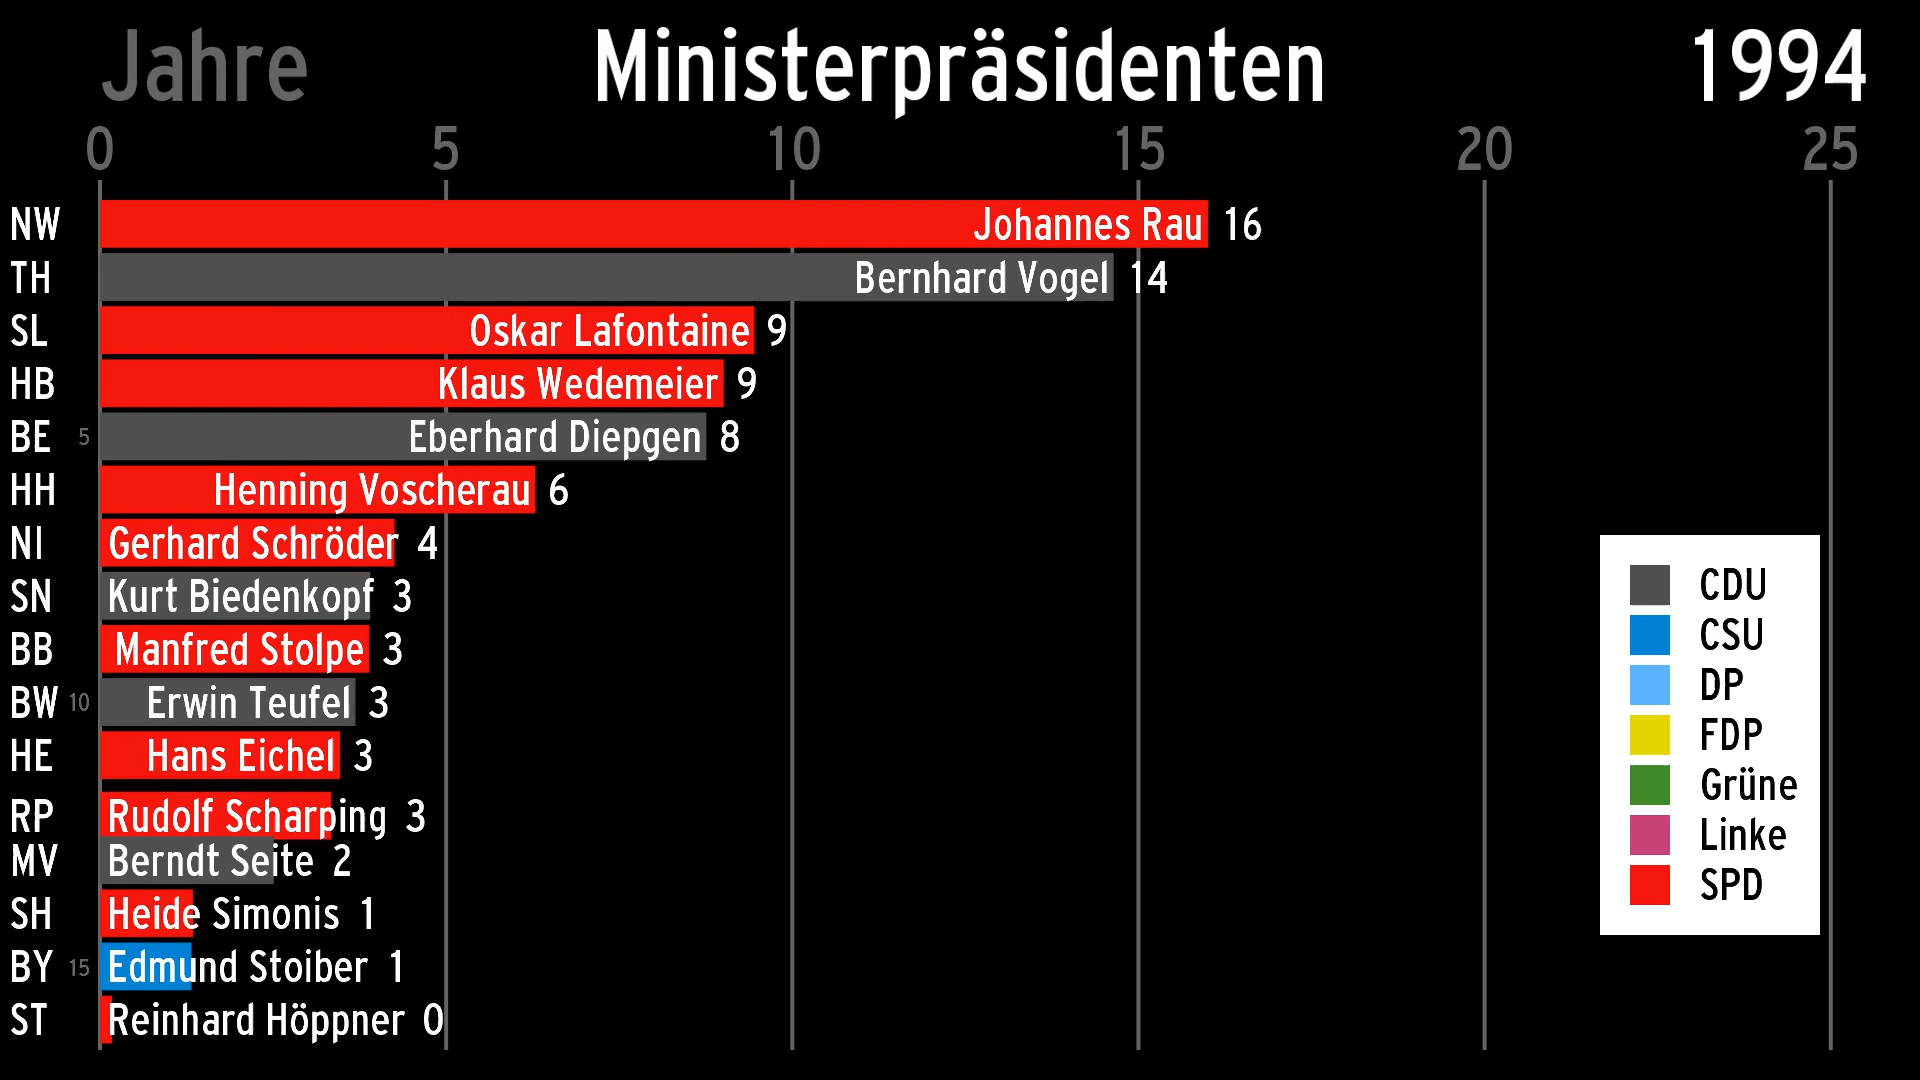 Jahre Ministerpräsidenten 1994
0 5 10 15 20 25
NW Johannes Rau 16
TH Bernhard Vogel 14
SL Oskar Lafontaine 9
HB Klaus Wedemeier 9
BE 5 Eberhard Diepgen 8
HH Henning Voscherau 6
NI Gerhard Schröder 4
SN Kurt Biedenkopf 3
BB Manfred Stolpe 3
BW 10 Erwin Teufel 3
HE Hans Eichel 3
RP Rudolf Scharping 3
MV Berndt Seite 2
SH Heide Simonis 1
BY 15 Edmund Stoiber 1
ST Reinhard Höppner 0
CDU
CSU
DP
FDP
Grüne
Linke
SPD